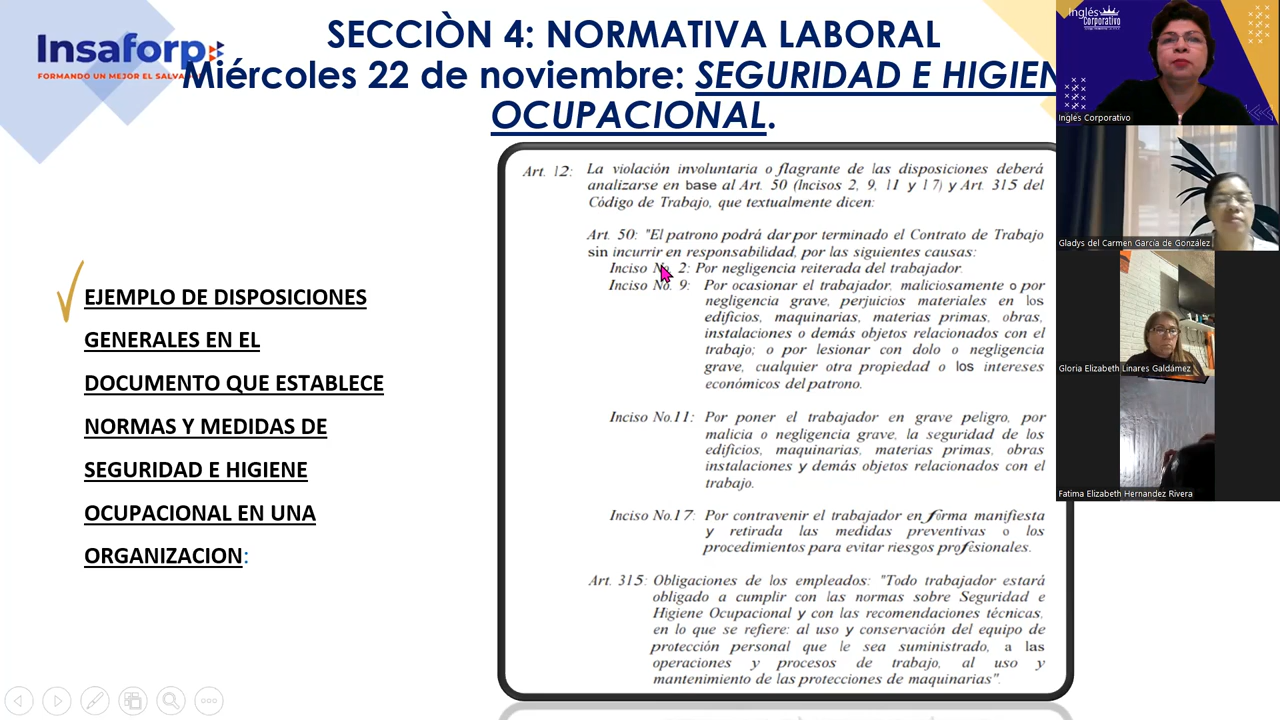 Insaforp
FORMANDO UN MEJOR EL SALVA
SECCIÒN 4: NORMATIVA LABORAL
Miércoles 22 de noviembre: SEGURIDAD E HIGIEN
OCUPACIONAL.
EJEMPLO DE DISPOSICIONES
GENERALES EN EL
DOCUMENTO QUE ESTABLECE
NORMAS Y MEDIDAS DE
SEGURIDAD E HIGIENE
OCUPACIONAL EN UNA
ORGANIZACION:
Art. 12: La violación involuntaria o flagrante de las disposiciones deberá
analizarse en base al Art. 50 (Incisos 2, 9, 11 y 17) y Art. 315 del
Código de Trabajo, que textualmente dicen:
Art. 50: "El patrono podrá dar por terminado el Contrato de Trabajo
sin incurrir en responsabilidad, por las siguientes causas:
Inciso No. 2: Por negligencia reiterada del trabajador.
Inciso No. 9: Por ocasionar el trabajador, maliciosamente o por
negligencia grave, perjuicios materiales en los
edificios, maquinarias, materias primas, obras,
instalaciones o demás objetos relacionados con el
trabajo; o por lesionar con dolo o negligencia
grave, cualquier otra propiedad o los intereses
económicos del patrono.
Inciso No.11: Por poner el trabajador en grave peligro, por
malicia o negligencia grave, la seguridad de los
edificios, maquinarias, materias primas, obras
instalaciones y demás objetos relacionados con el
trabajo.
Inciso No.17: Por contravenir el trabajador en forma manifiesta
y retirada las medidas preventivas o los
procedimientos para evitar riesgos profesionales.
Art. 315: Obligaciones de los empleados: "Todo trabajador estará
obligado a cumplir con las normas sobre Seguridad e
Higiene Ocupacional y con las recomendaciones técnicas,
en lo que se refiere: al uso y conservación del equipo de
protección personal que le sea suministrado, a las
operaciones y procesos de trabajo, al uso y
mantenimiento de las protecciones de maquinarias".
Inglés
Corporativo
Inglés Corporativo
Gladys del Carmen García de González
Gloria Elizabeth Linares Galdámez
Fatima Elizabeth Hernandez Rivera